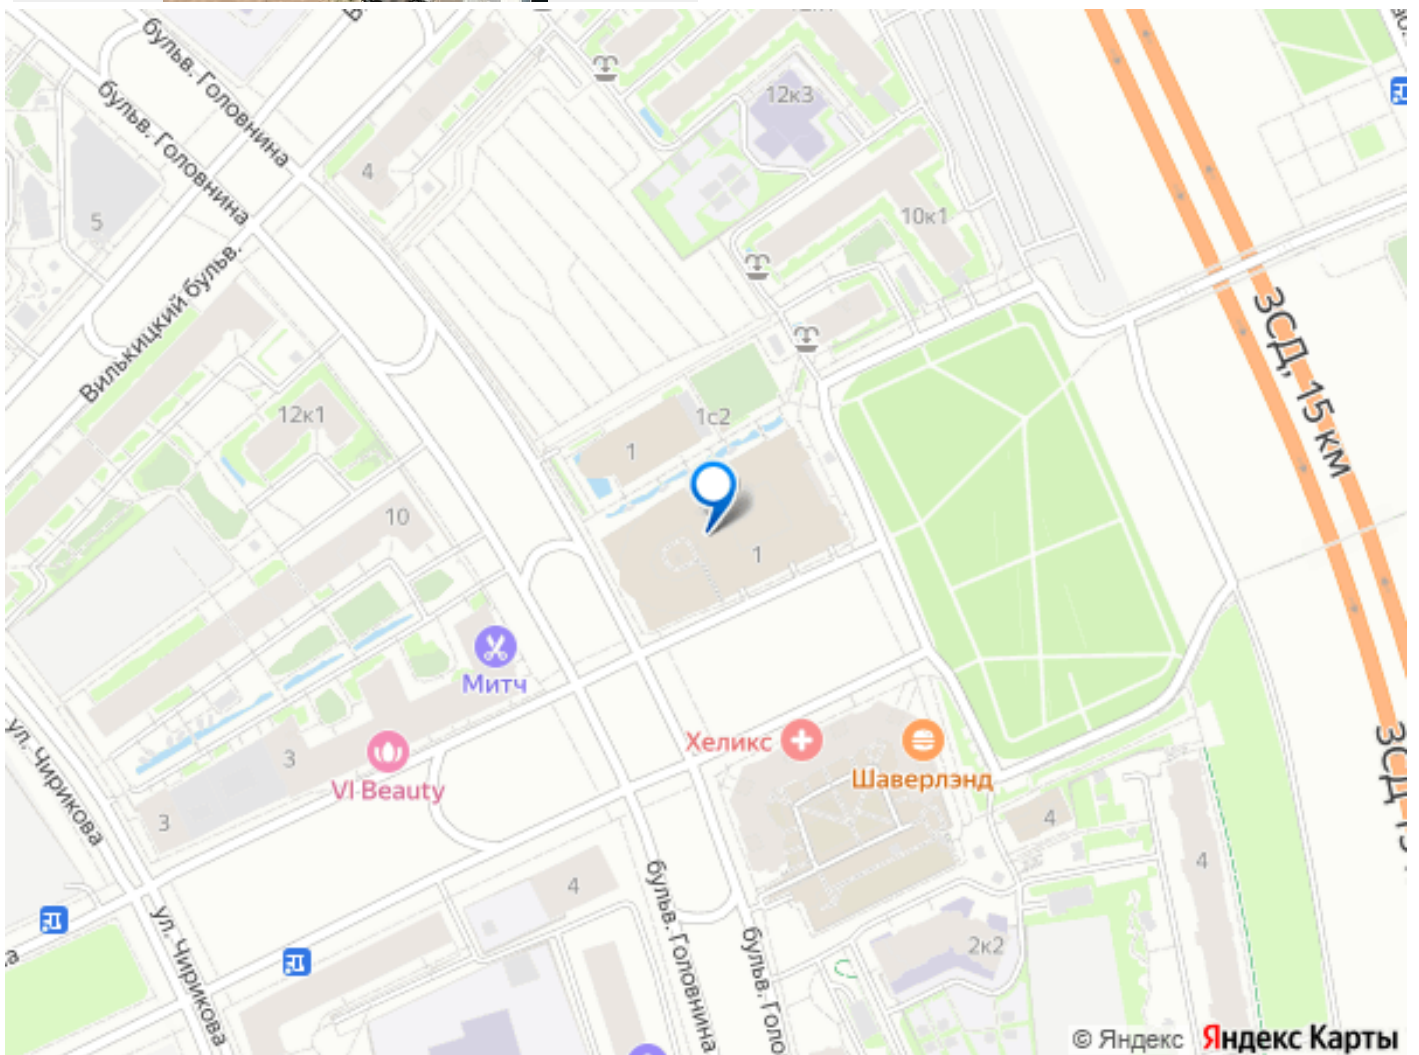 бульв. Головнина
бульв. Головнина
12к3
4
5
10к1
Вилькицкий бульв.
ЗСД, 15 км
12к1
1с2
1
10
1
Митч
Хеликс
Шаверлэнд
VI Beauty
3
3
4
4
4
ул. Чирикова
ул. Чирикова
бульв. Головнина
2к2
© Яндекс
Яндекс Карты